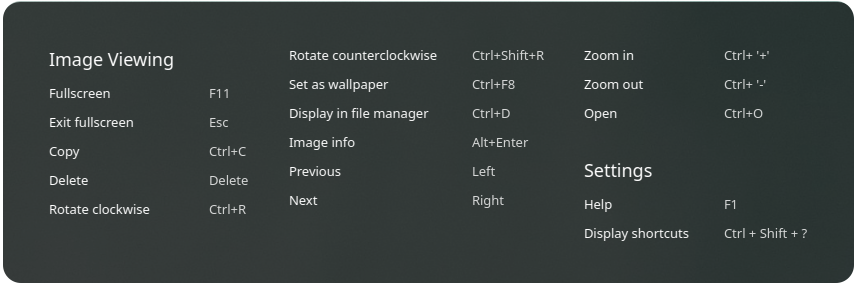 Image Viewing
Fullscreen F11
Exit fullscreen Esc
Copy Ctrl+C
Delete Delete
Rotate clockwise Ctrl+R
Rotate counterclockwise Ctrl+Shift+R
Set as wallpaper Ctrl+F8
Display in file manager Ctrl+D
Image info Alt+Enter
Previous Left
Next Right
Zoom in Ctrl+ '+'
Zoom out Ctrl+ '-'
Open Ctrl+O
Settings
Help F1
Display shortcuts Ctrl + Shift + ?